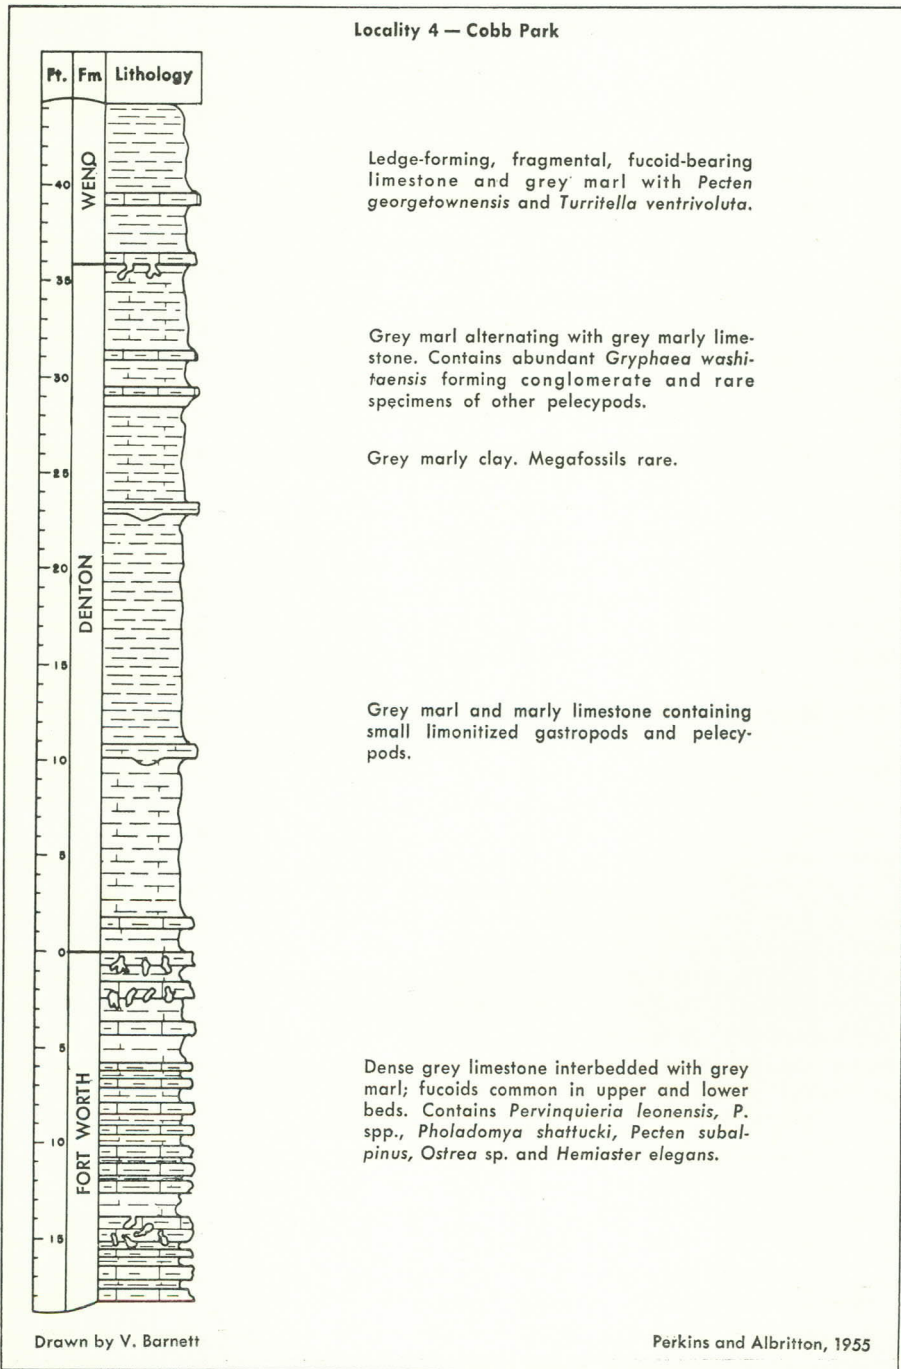 Locality 4 — Cobb Park
Ft. Fm Lithology
WENO
40
35
Ledge-forming, fragmental, fucoid-bearing
limestone and grey marl with Pecten
georgetownensis and Turritella ventrivoluta.
DENTON
30
25
20
15
10
5
0
Grey marl alternating with grey marly lime-
stone. Contains abundant Gryphaea washi-
taensis forming conglomerate and rare
specimens of other pelecypods.
Grey marly clay. Megafossils rare.
Grey marl and marly limestone containing
small limonitized gastropods and pelecy-
pods.
FORT WORTH
5
10
15
Dense grey limestone interbedded with grey
marl; fucoids common in upper and lower
beds. Contains Pervinquieria leonensis, P.
spp., Pholadomya shattucki, Pecten subal-
pinus, Ostrea sp. and Hemiaster elegans.
Drawn by V. Barnett
Perkins and Albritton, 1955